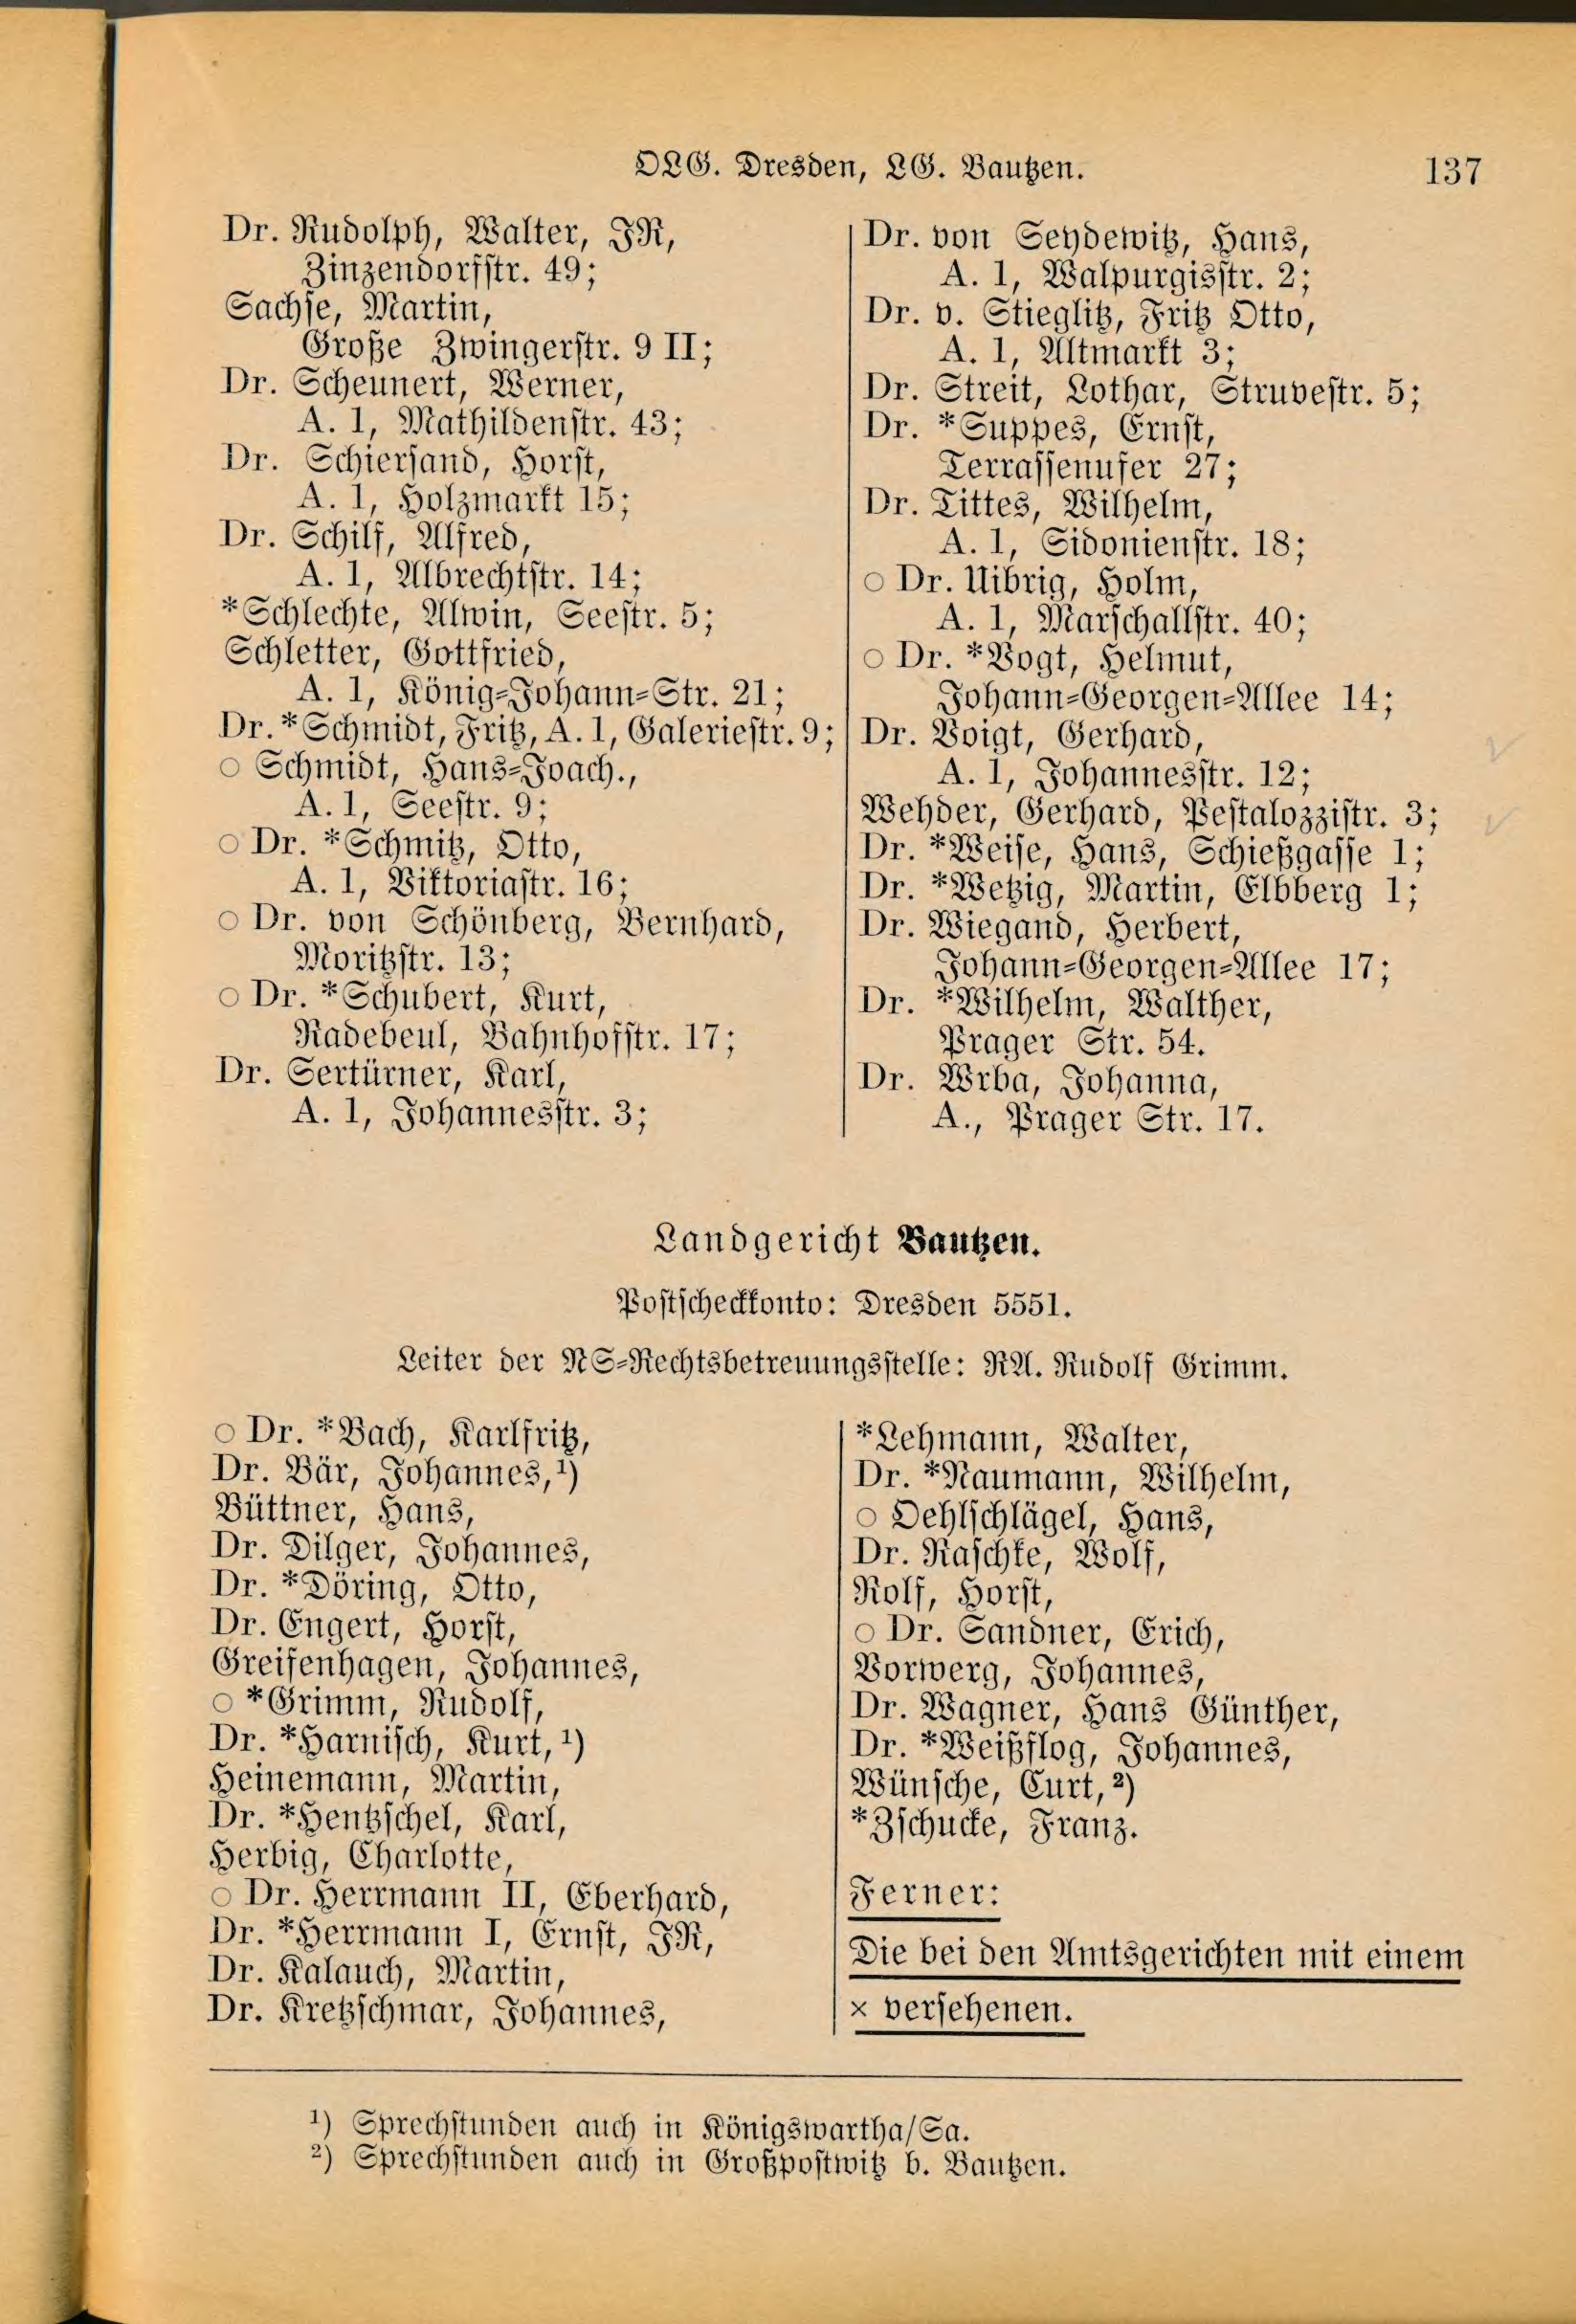 OLG. Dresden, LG. Bautzen.
137
Dr. Rudolph, Walter, JR,
Zinzendorfstr. 49;
Sachse, Martin,
Große Zwingerstr. 9 II;
Dr. Scheunert, Werner,
A. 1, Mathildenstr. 43;
Dr. Schiersand, Horst,
A. 1, Holzmarkt 15;
Dr. Schilf, Alfred,
A. 1, Albrechtstr. 14;
*Schlechte, Alwin, Seestr. 5;
Schletter, Gottfried,
A. 1, König-Johann-Str. 21;
Dr. *Schmidt, Fritz, A. 1, Galeriestr. 9;
○ Schmidt, Hans-Joach.,
A. 1, Seestr. 9;
○ Dr. *Schmitz, Otto,
A. 1, Viktoriastr. 16;
○ Dr. von Schönberg, Bernhard,
Moritzstr. 13;
○ Dr. *Schubert, Kurt,
Radebeul, Bahnhofstr. 17;
Dr. Sertürner, Karl,
A. 1, Johannesstr. 3;
Dr. von Seydewitz, Hans,
A. 1, Walpurgisstr. 2;
Dr. v. Stieglitz, Fritz Otto,
A. 1, Altmarkt 3;
Dr. Streit, Lothar, Struvestr. 5;
Dr. *Suppes, Ernst,
Terrassenufer 27;
Dr. Tittes, Wilhelm,
A. 1, Sidonienstr. 18;
○ Dr. Uibrig, Holm,
A. 1, Marschallstr. 40;
○ Dr. *Vogt, Helmut,
Johann-Georgen-Allee 14;
Dr. Voigt, Gerhard,
A. 1, Johannesstr. 12;
Wehder, Gerhard, Pestalozzistr. 3;
Dr. *Weise, Hans, Schießgasse 1;
Dr. *Wetzig, Martin, Elbberg 1;
Dr. Wiegand, Herbert,
Johann-Georgen-Allee 17;
Dr. *Wilhelm, Walther,
Prager Str. 54.
Dr. Wrba, Johanna,
A., Prager Str. 17.
Landgericht Bautzen.
Postscheckkonto: Dresden 5551.
Leiter der NS-Rechtsbetreuungsstelle: RA. Rudolf Grimm.
○ Dr. *Bach, Karlfritz,
Dr. Bär, Johannes,¹)
Büttner, Hans,
Dr. Dilger, Johannes,
Dr. *Döring, Otto,
Dr. Engert, Horst,
Greifenhagen, Johannes,
○ *Grimm, Rudolf,
Dr. *Harnisch, Kurt,¹)
Heinemann, Martin,
Dr. *Hentzschel, Karl,
Herbig, Charlotte,
○ Dr. Herrmann II, Eberhard,
Dr. *Herrmann I, Ernst, JR,
Dr. Kalauch, Martin,
Dr. Kretzschmar, Johannes,
*Lehmann, Walter,
Dr. *Naumann, Wilhelm,
○ Oehlschlägel, Hans,
Dr. Raschke, Wolf,
Rolf, Horst,
○ Dr. Sandner, Erich,
Vorwerg, Johannes,
Dr. Wagner, Hans Günther,
Dr. *Weißflog, Johannes,
Wünsche, Curt,²)
*Zschucke, Franz.
Ferner:
Die bei den Amtsgerichten mit einem
× versehenen.
¹) Sprechstunden auch in Königswartha/Sa.
²) Sprechstunden auch in Großpostwitz b. Bautzen.